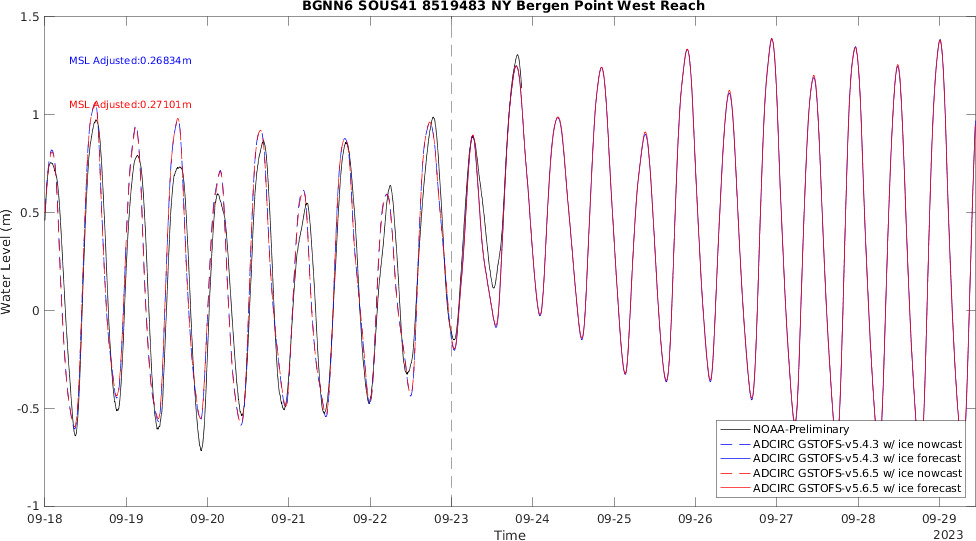 BGNN6 SOUS41 8519483 NY Bergen Point West Reach
1.5
MSL Adjusted:0.26834m
MSL Adjusted:0.27101m
1
0.5
0
-0.5
-1
Water Level (m)
NOAA-Preliminary
ADCIRC GSTOFS-v5.4.3 w/ ice nowcast
ADCIRC GSTOFS-v5.4.3 w/ ice forecast
ADCIRC GSTOFS-v5.6.5 w/ ice nowcast
ADCIRC GSTOFS-v5.6.5 w/ ice forecast
09-18 09-19 09-20 09-21 09-22 09-23 09-24 09-25 09-26 09-27 09-28 09-29
Time
2023